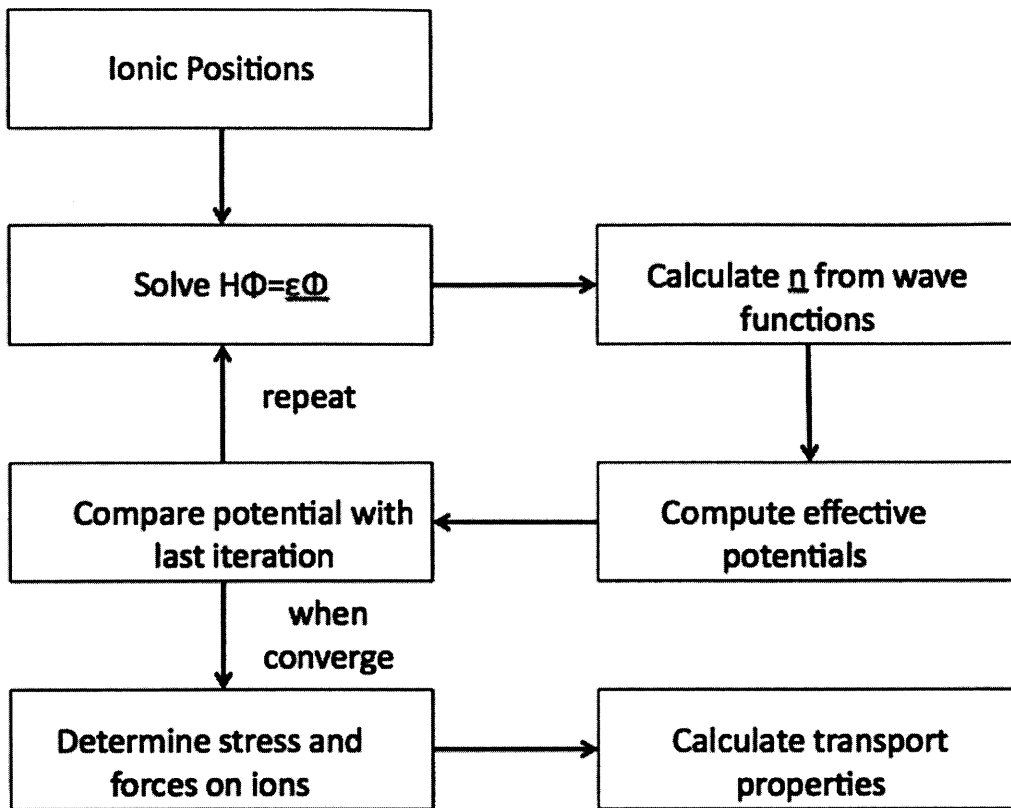 Ionic Positions
Solve HΦ=εΦ
Calculate n from wave
functions
repeat
Compare potential with
last iteration
Compute effective
potentials
when
converge
Determine stress and
forces on ions
Calculate transport
properties